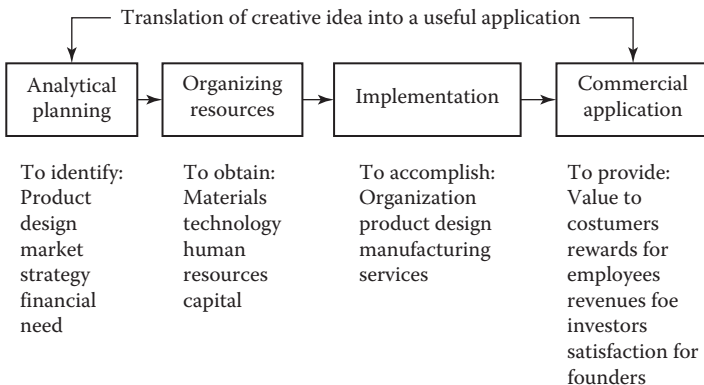 Translation of creative idea into a useful application
Analytical
planning
Organizing
resources
Implementation
Commercial
application
To identify:
Product
design
market
strategy
financial
need
To obtain:
Materials
technology
human
resources
capital
To accomplish:
Organization
product design
manufacturing
services
To provide:
Value to
costumers
rewards for
employees
revenues foe
investors
satisfaction for
founders